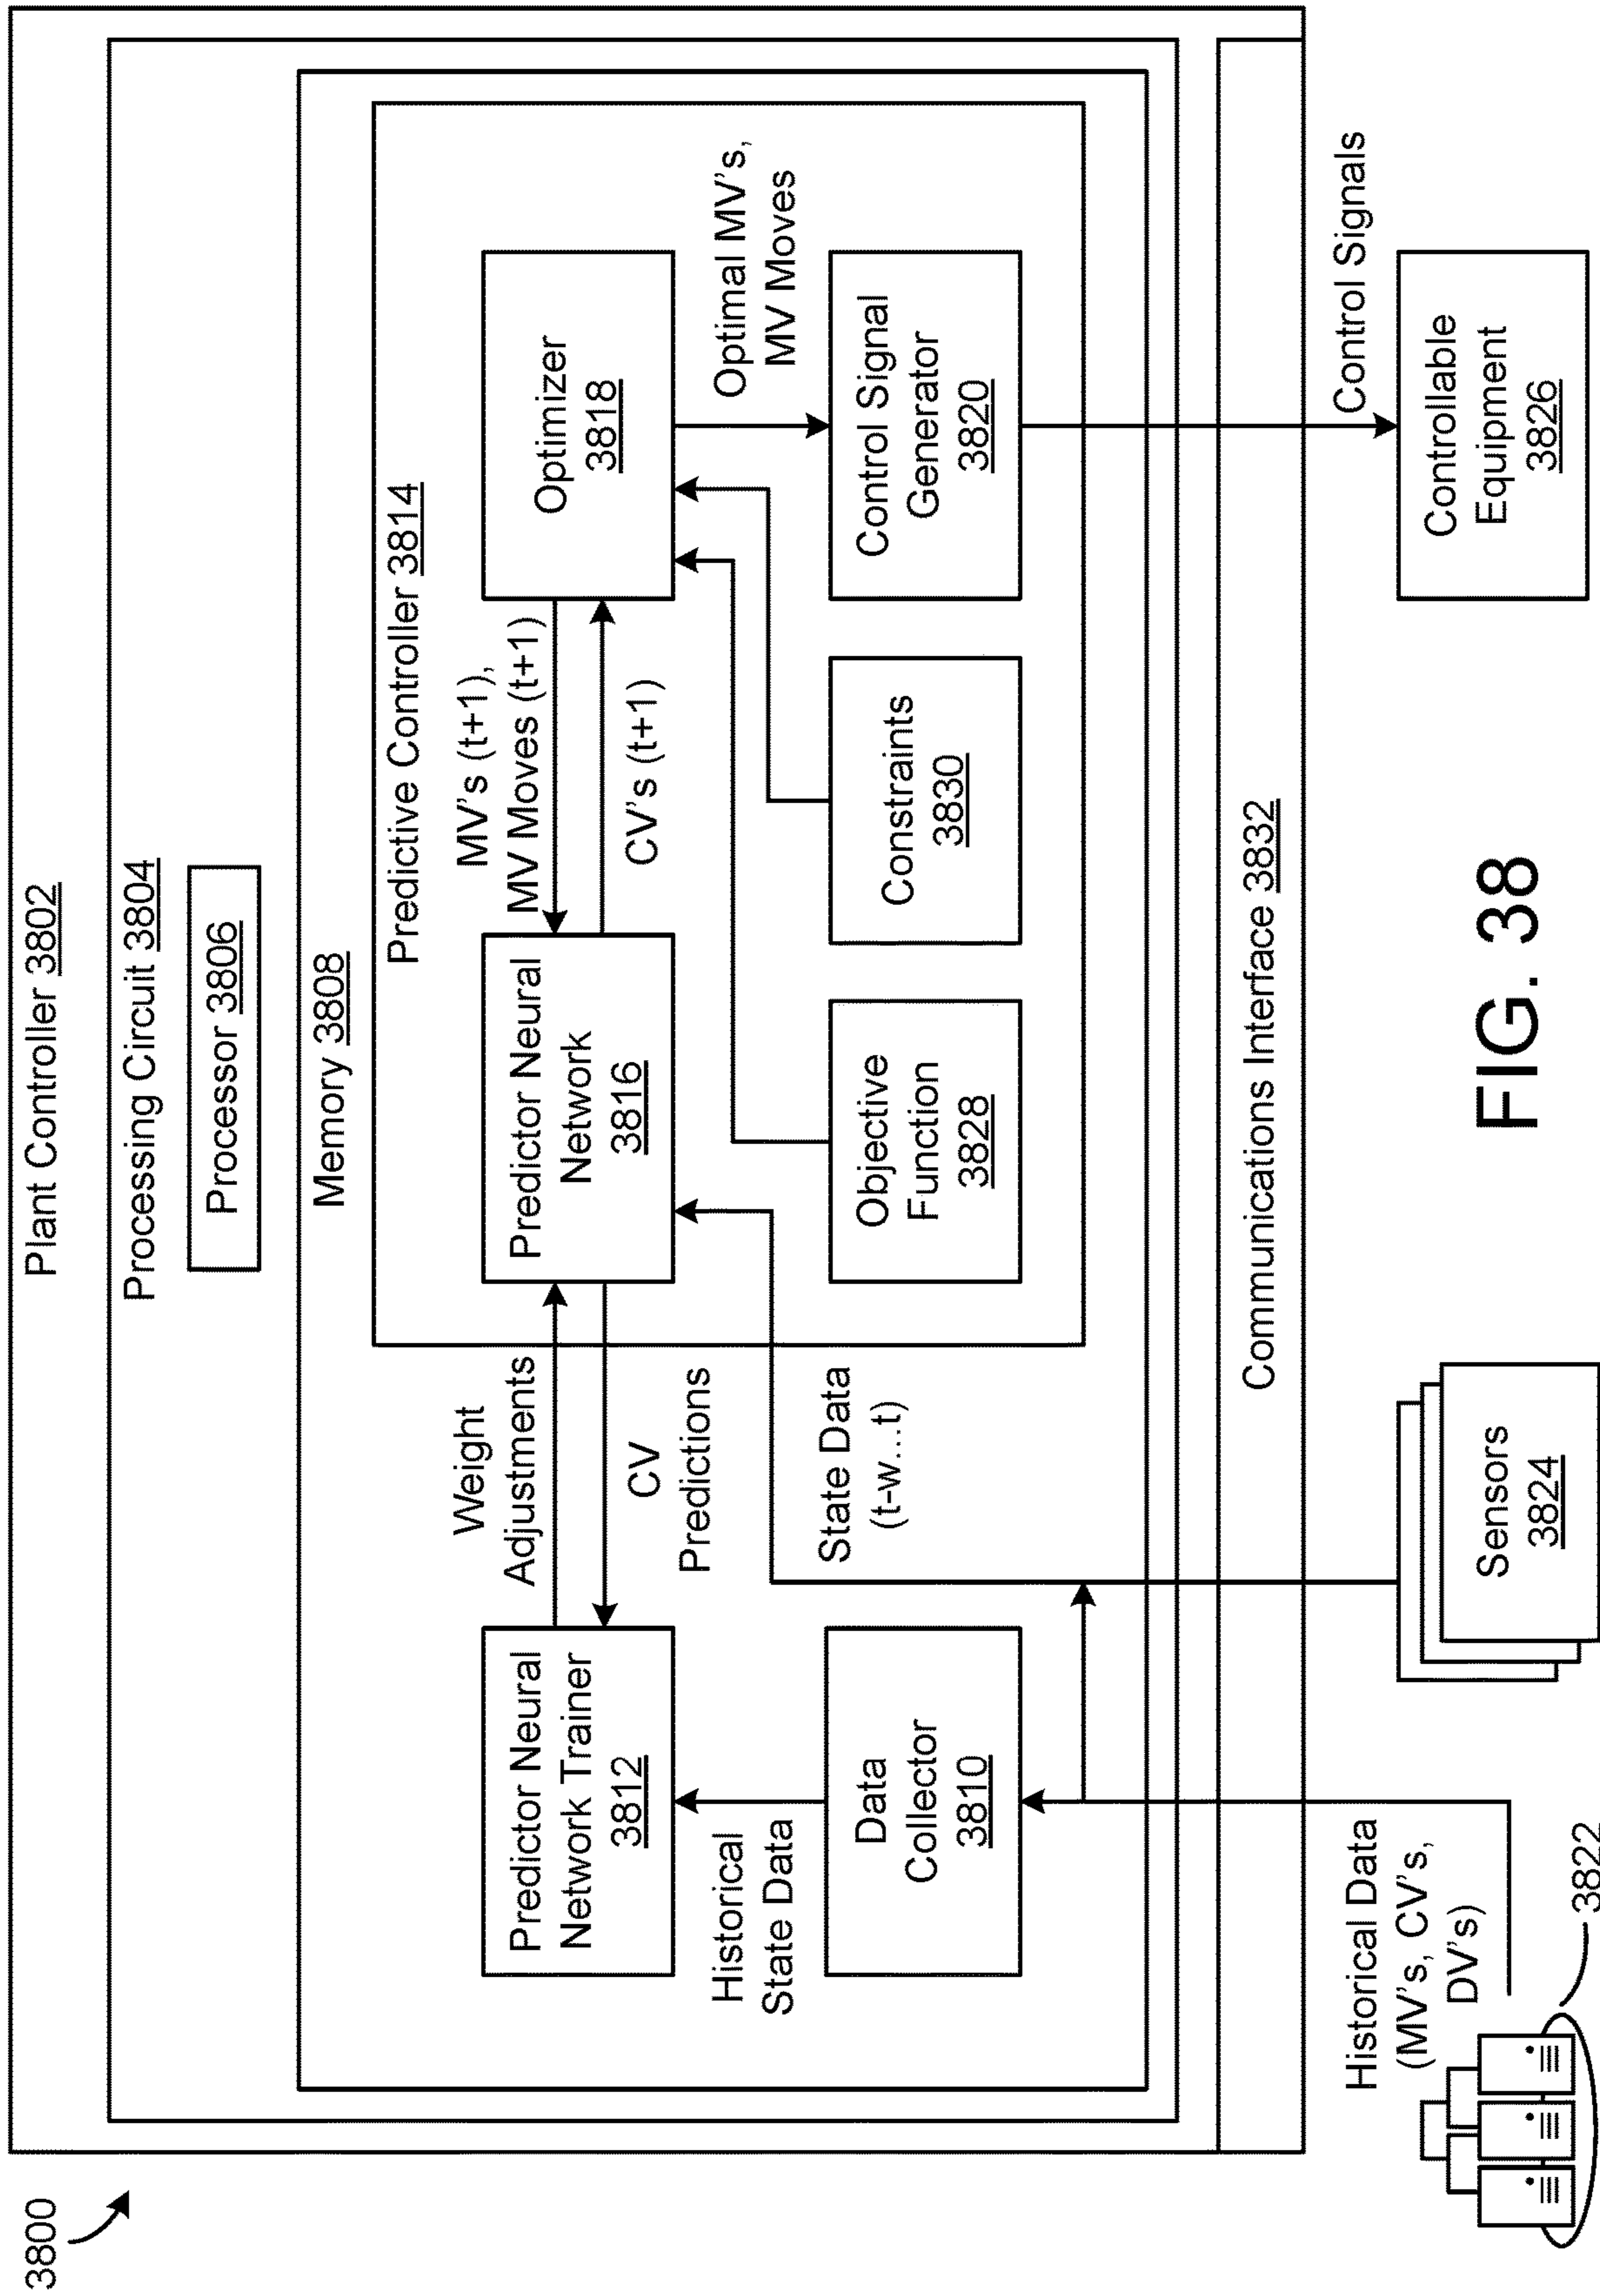 3800
Plant Controller 3802
Processing Circuit 3804
Processor 3806
Memory 3808
Predictive Controller 3814
Predictor Neural
Network Trainer
3812
Weight
Adjustments
CV
Predictions
Predictor Neural
Network
3816
MV's (t+1),
MV Moves (t+1)
CV's (t+1)
Optimizer
3818
Historical
State Data
State Data
(t-w...t)
Optimal MV's,
MV Moves
Data
Collector
3810
Objective
Function
3828
Constraints
3830
Control Signal
Generator
3820
Communications Interface 3832
Historical Data
(MV's, CV's,
DV's)
3822
Sensors
3824
Control Signals
Controllable
Equipment
3826
FIG. 38